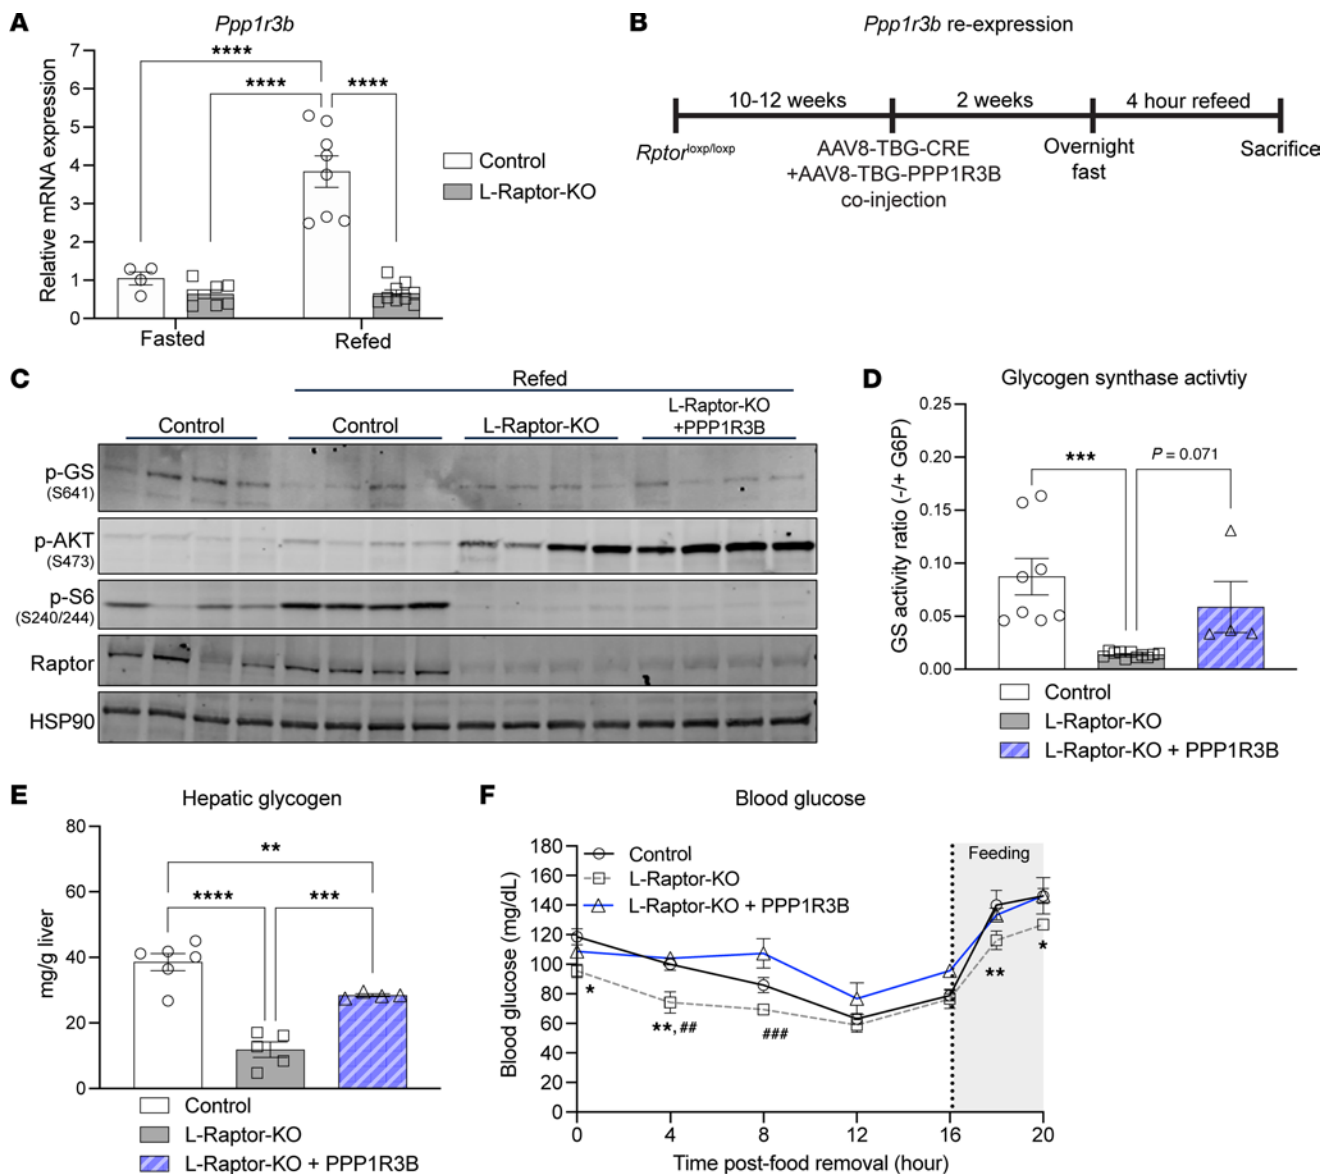 A
Ppp1r3b
****
****
****
7
6
5
4
3
2
1
0
Relative mRNA expression
Fasted
Refed
Control
L-Raptor-KO
B
Ppp1r3b re-expression
10-12 weeks
2 weeks
4 hour refeed
Rptorloxp/loxp
AAV8-TBG-CRE
+AAV8-TBG-PPP1R3B
co-injection
Overnight
fast
Sacrifice
C
Refed
Control
Control
L-Raptor-KO
L-Raptor-KO
+PPP1R3B
p-GS
(S641)
p-AKT
(S473)
p-S6
(S240/244)
Raptor
HSP90
D
Glycogen synthase activtiy
0.25
0.20
0.15
0.10
0.05
0.00
GS activity ratio (-/+ G6P)
***
P = 0.071
Control
L-Raptor-KO
L-Raptor-KO + PPP1R3B
E
Hepatic glycogen
80
60
40
20
0
mg/g liver
**
****
***
Control
L-Raptor-KO
L-Raptor-KO + PPP1R3B
F
Blood glucose
180
160
140
120
100
80
60
40
20
0
Blood glucose (mg/dL)
Control
L-Raptor-KO
L-Raptor-KO + PPP1R3B
Feeding
*
**, ##
###
**
*
0
4
8
12
16
20
Time post-food removal (hour)